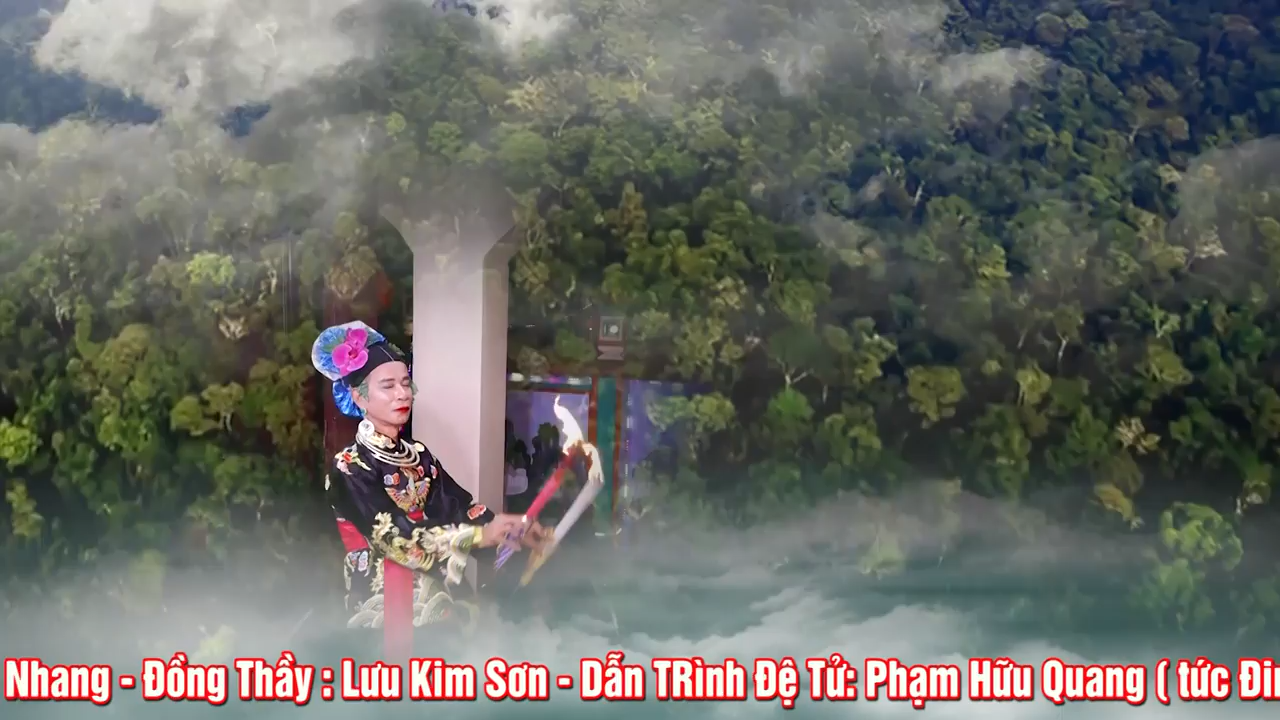 Nhang - Đồng Thầy : Lưu Kim Sơn - Dẫn TRình Đệ Tử: Phạm Hữu Quang ( tức